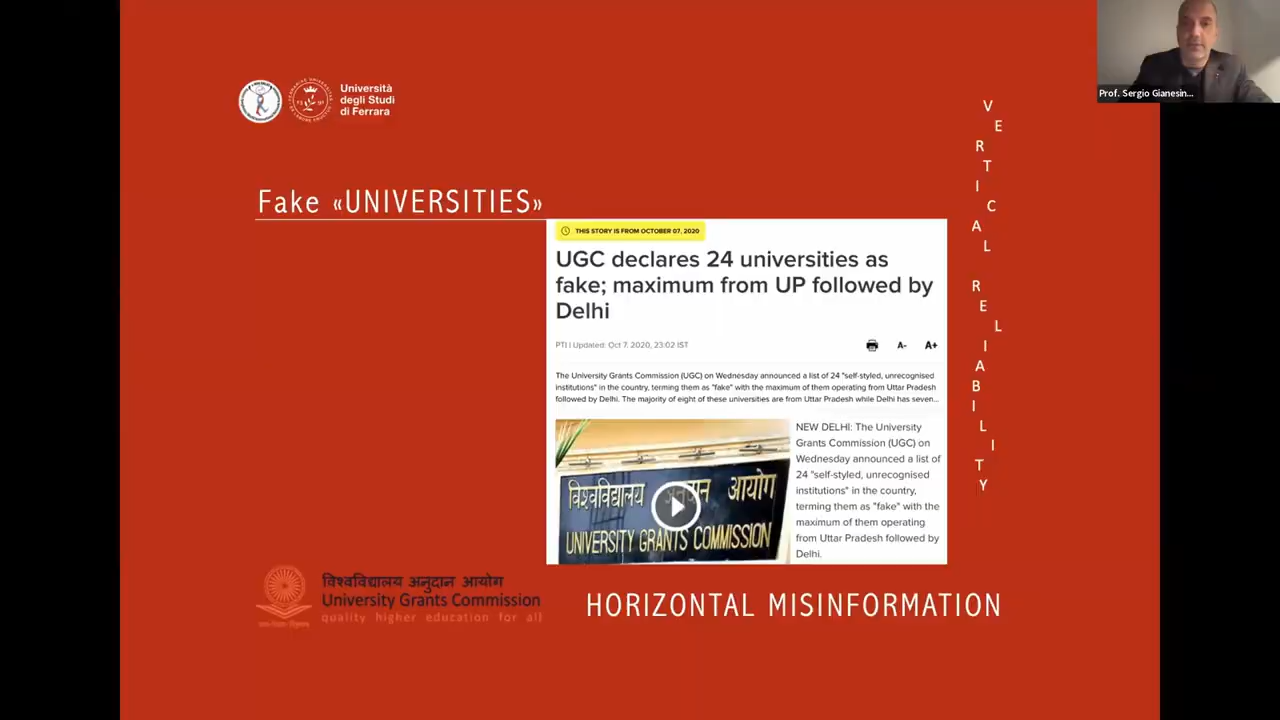 Università
degli Studi
di Ferrara
Prof. Sergio Gianesin...
Fake «UNIVERSITIES»
VERTICAL RELIABILITY
THIS STORY IS FROM OCTOBER 07, 2020
UGC declares 24 universities as
fake; maximum from UP followed by
Delhi
PTI | Updated: Oct 7, 2020, 23:02 IST
A- A+
The University Grants Commission (UGC) on Wednesday announced a list of 24 "self-styled, unrecognised
institutions" in the country, terming them as "fake" with the maximum of them operating from Uttar Pradesh
followed by Delhi. The majority of eight of these universities are from Uttar Pradesh while Delhi has seven...
विश्वविद्यालय अनुदान आयोग
UNIVERSITY GRANTS COMMISSION
NEW DELHI: The University
Grants Commission (UGC) on
Wednesday announced a list of
24 "self-styled, unrecognised
institutions" in the country,
terming them as "fake" with the
maximum of them operating
from Uttar Pradesh followed by
Delhi.
विश्वविद्यालय अनुदान आयोग
University Grants Commission
quality higher education for all
HORIZONTAL MISINFORMATION